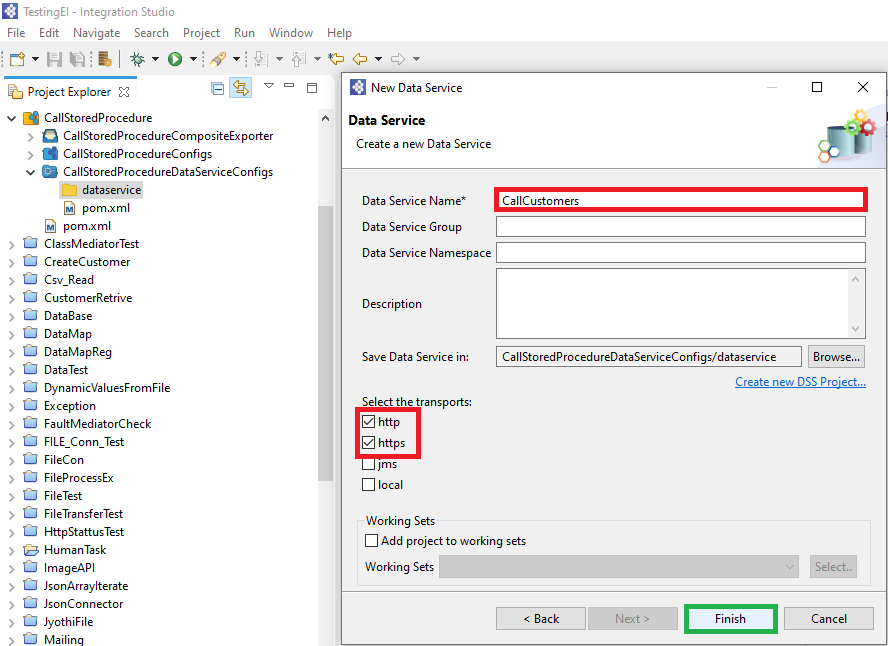 TestingEI - Integration Studio
File Edit Navigate Search Project Run Window Help
Project Explorer
CallStoredProcedure
CallStoredProcedureCompositeExporter
CallStoredProcedureConfigs
CallStoredProcedureDataServiceConfigs
dataservice
pom.xml
pom.xml
ClassMediatorTest
CreateCustomer
Csv_Read
CustomerRetrive
DataBase
DataMap
DataMapReg
DataTest
DynamicValuesFromFile
Exception
FaultMediatorCheck
FILE_Conn_Test
FileCon
FileProcessEx
FileTest
FileTransferTest
HttpStattusTest
HumanTask
ImageAPI
JsonArrayIterate
JsonConnector
JyothiFile
Mailing
New Data Service
Data Service
Create a new Data Service
Data Service Name* CallCustomers
Data Service Group
Data Service Namespace
Description
Save Data Service in: CallStoredProcedureDataServiceConfigs/dataservice Browse...
Create new DSS Project...
Select the transports:
http
https
jms
local
Working Sets
Add project to working sets
Working Sets Select..
< Back Next > Finish Cancel